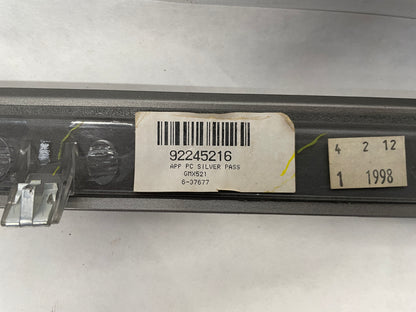 92245216
APP PC SILVER PASS
GMX521
6-37677
4 2 12
1 1998